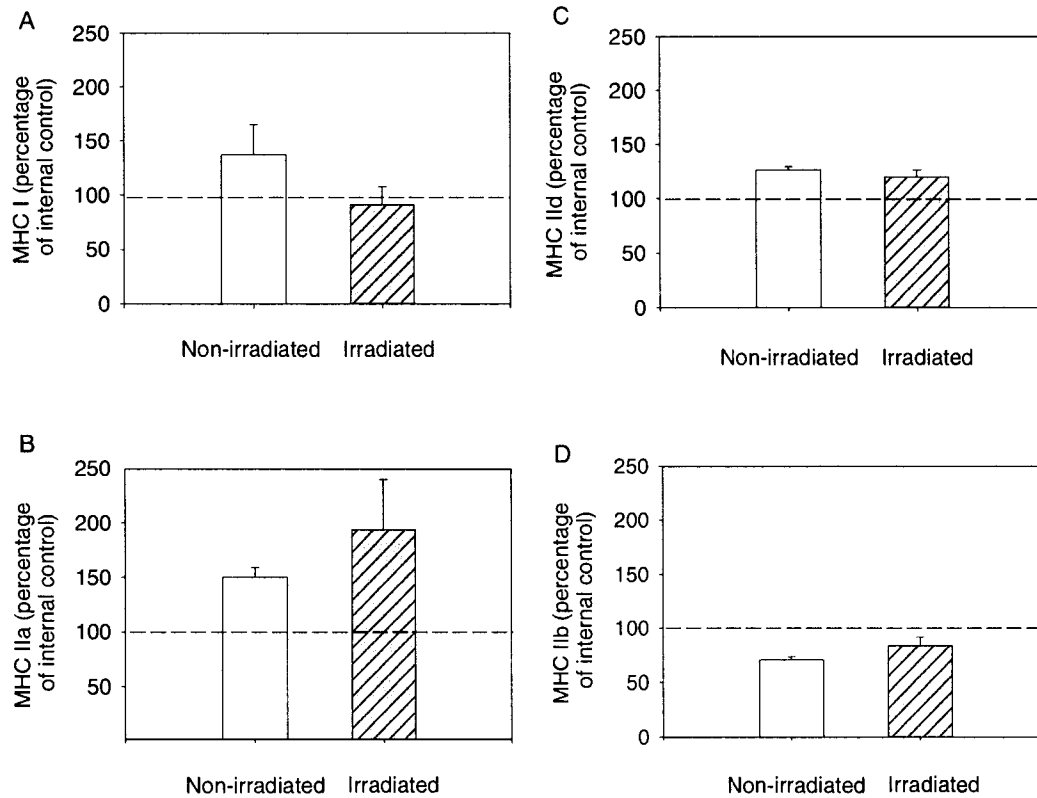 A
MHC I (percentage
of internal control)
250
200
150
100
50
0
Non-irradiated Irradiated
B
MHC IIa (percentage
of internal control)
250
200
150
100
50
Non-irradiated Irradiated
C
MHC IId (percentage
of internal control)
250
200
150
100
50
0
Non-irradiated Irradiated
D
MHC IIb (percentage
of internal control)
250
200
150
100
50
0
Non-irradiated Irradiated